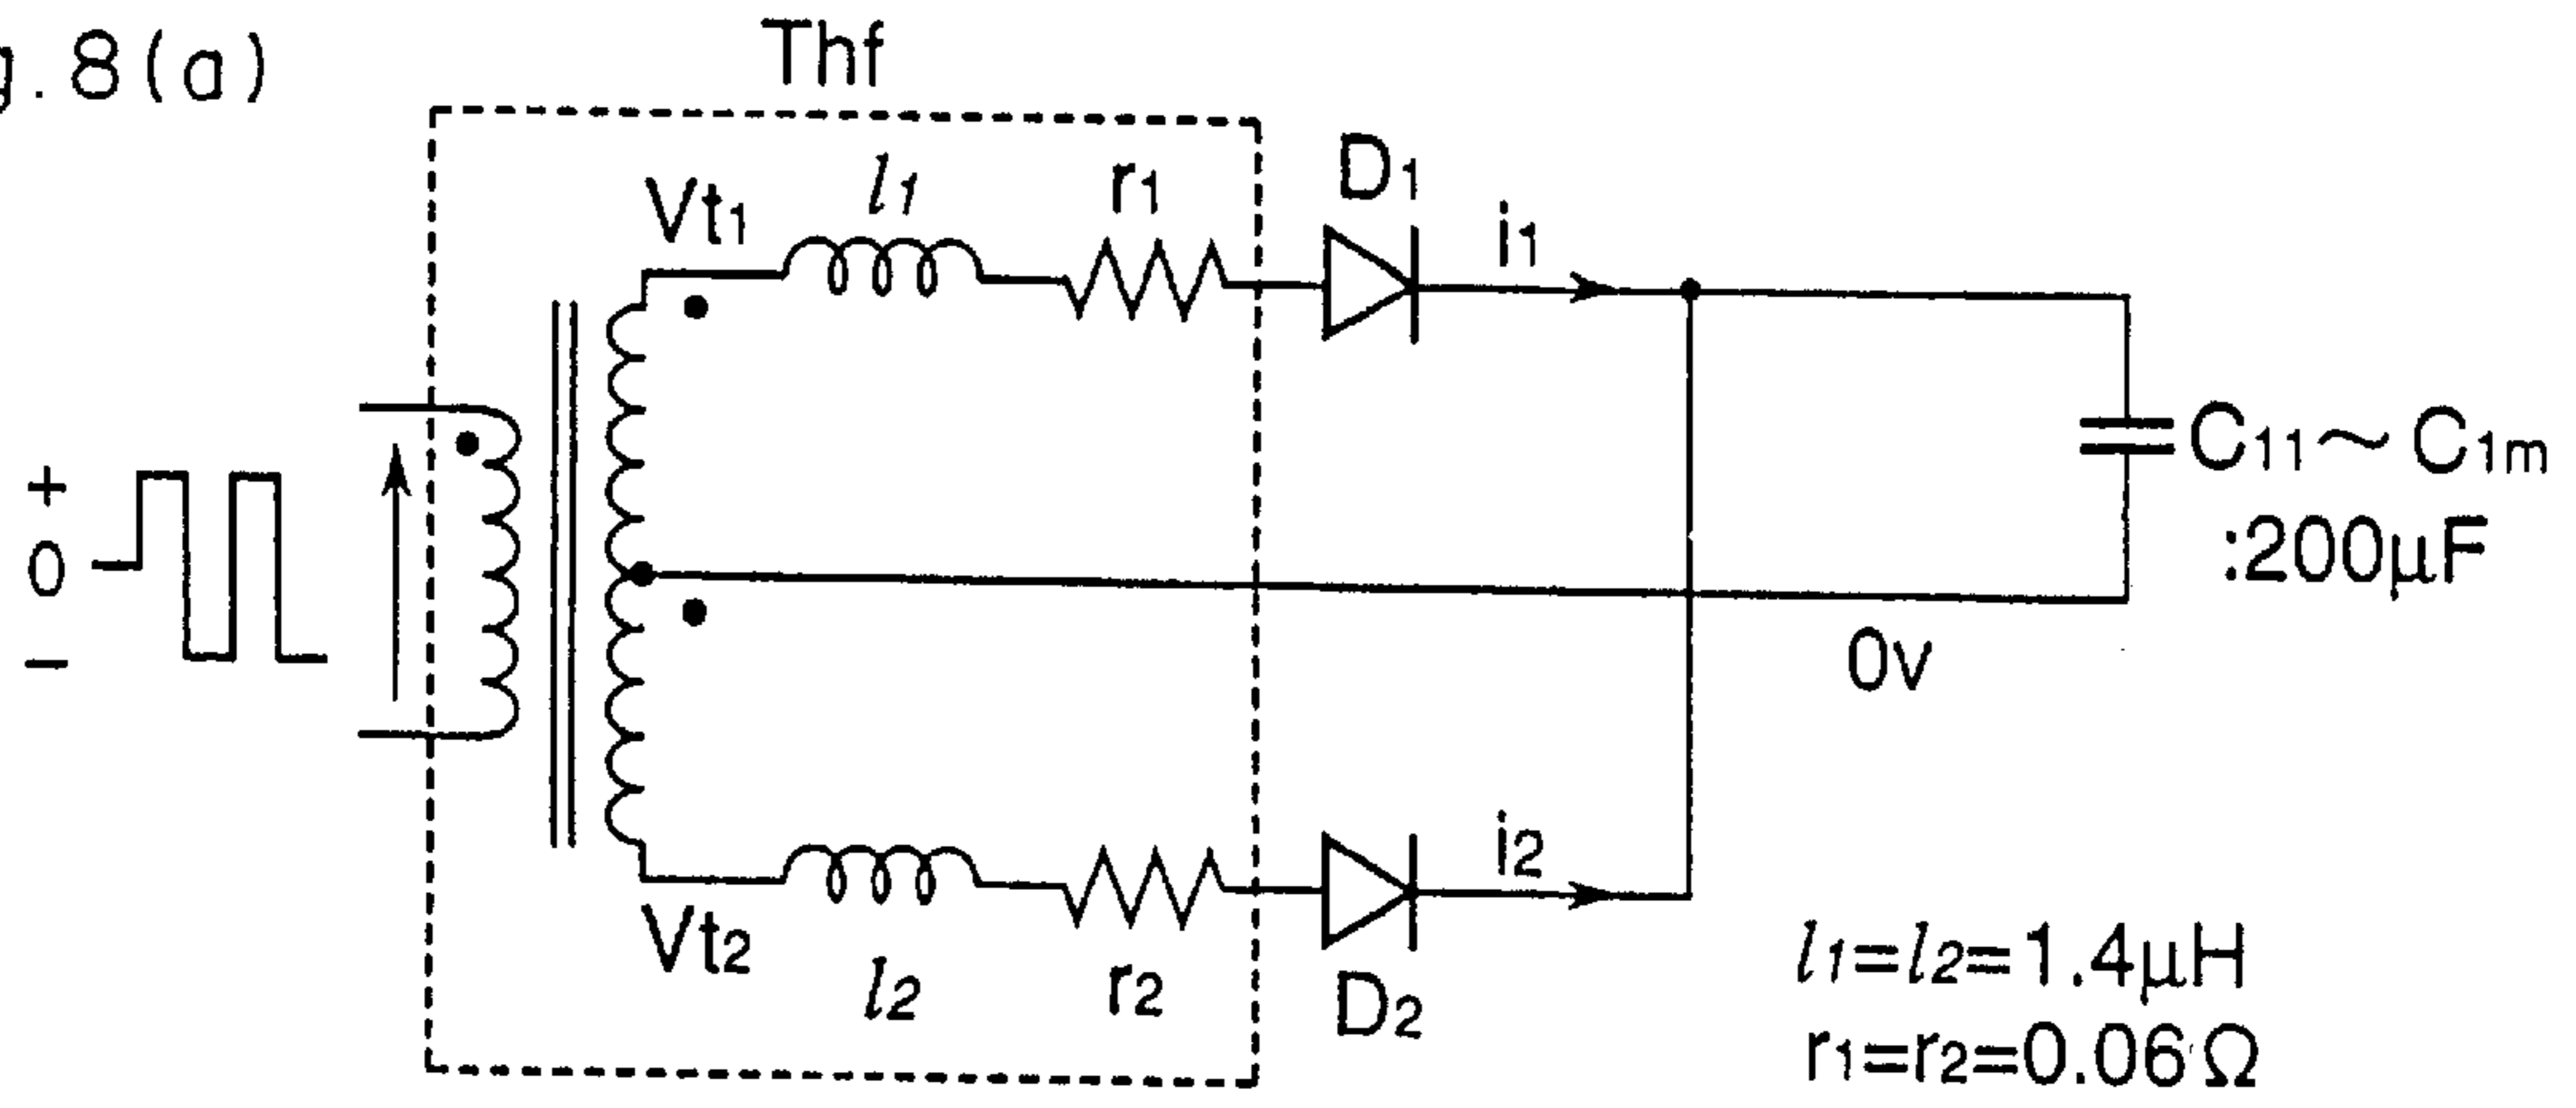 g.8(a)
Thf
Vt1
l1
r1
D1
i1
+
0
−
C11～C1m
:200μF
0v
Vt2
l2
r2
D2
i2
l1=l2=1.4μH
r1=r2=0.06Ω